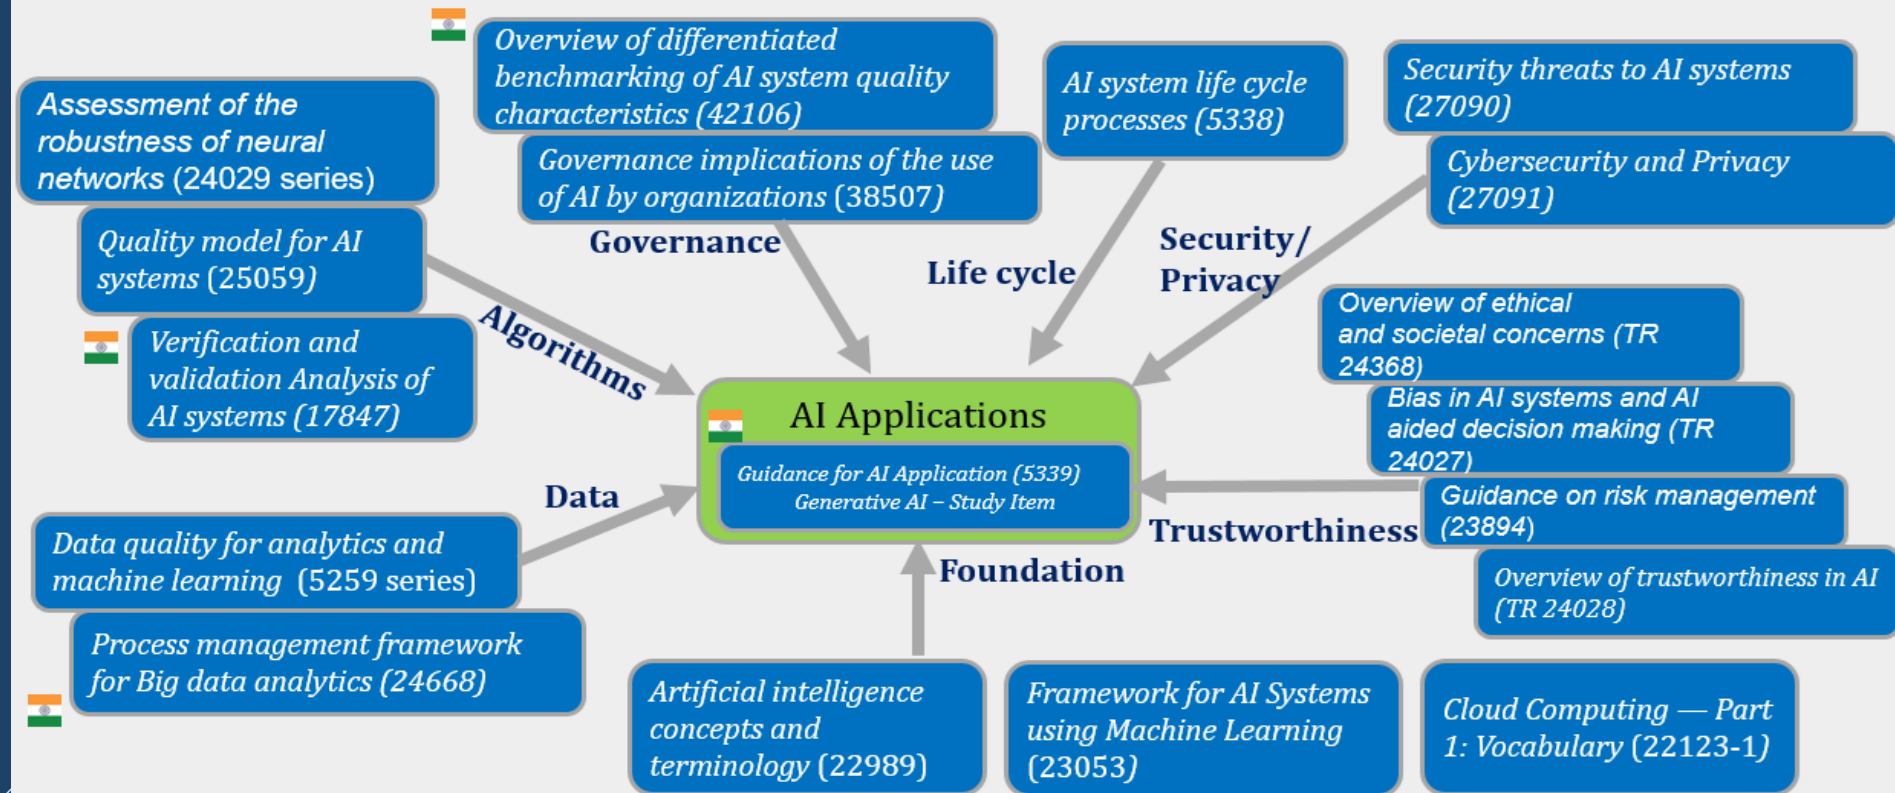 Overview of differentiated
benchmarking of AI system quality
characteristics (42106)
Governance implications of the use
of AI by organizations (38507)
Governance
AI system life cycle
processes (5338)
Life cycle
Security threats to AI systems
(27090)
Cybersecurity and Privacy
(27091)
Security/
Privacy
Assessment of the
robustness of neural
networks (24029 series)
Quality model for AI
systems (25059)
Verification and
validation Analysis of
AI systems (17847)
Algorithms
Overview of ethical
and societal concerns (TR
24368)
Bias in AI systems and AI
aided decision making (TR
24027)
Guidance on risk management
(23894)
Overview of trustworthiness in AI
(TR 24028)
Trustworthiness
AI Applications
Guidance for AI Application (5339)
Generative AI – Study Item
Data
Data quality for analytics and
machine learning (5259 series)
Process management framework
for Big data analytics (24668)
Foundation
Artificial intelligence
concepts and
terminology (22989)
Framework for AI Systems
using Machine Learning
(23053)
Cloud Computing — Part
1: Vocabulary (22123-1)